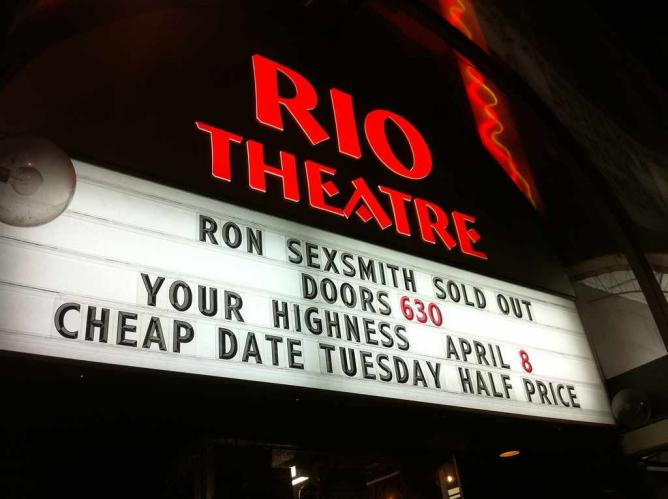 RIO
THEATRE
RON SEXSMITH SOLD OUT
DOORS 630
YOUR HIGHNESS APRIL 8
CHEAP DATE TUESDAY HALF PRICE